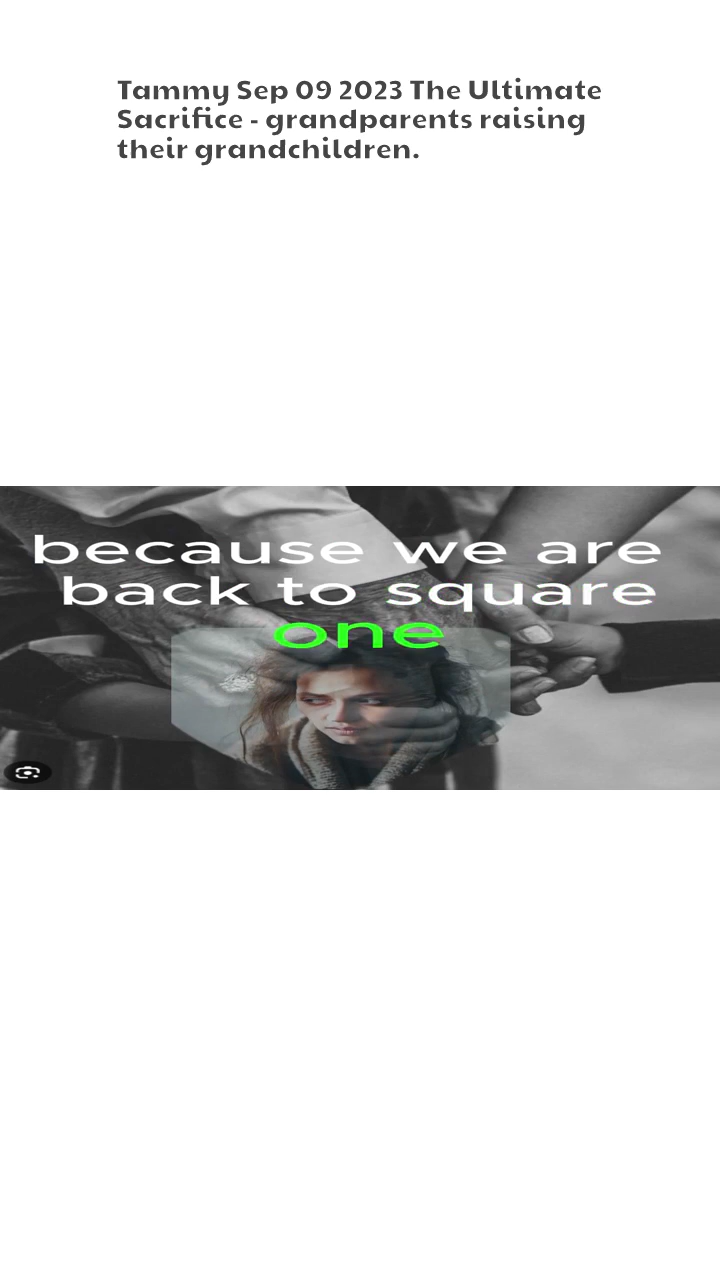 Tammy Sep 09 2023 The Ultimate
Sacrifice - grandparents raising
their grandchildren.
because we are
back to square
one